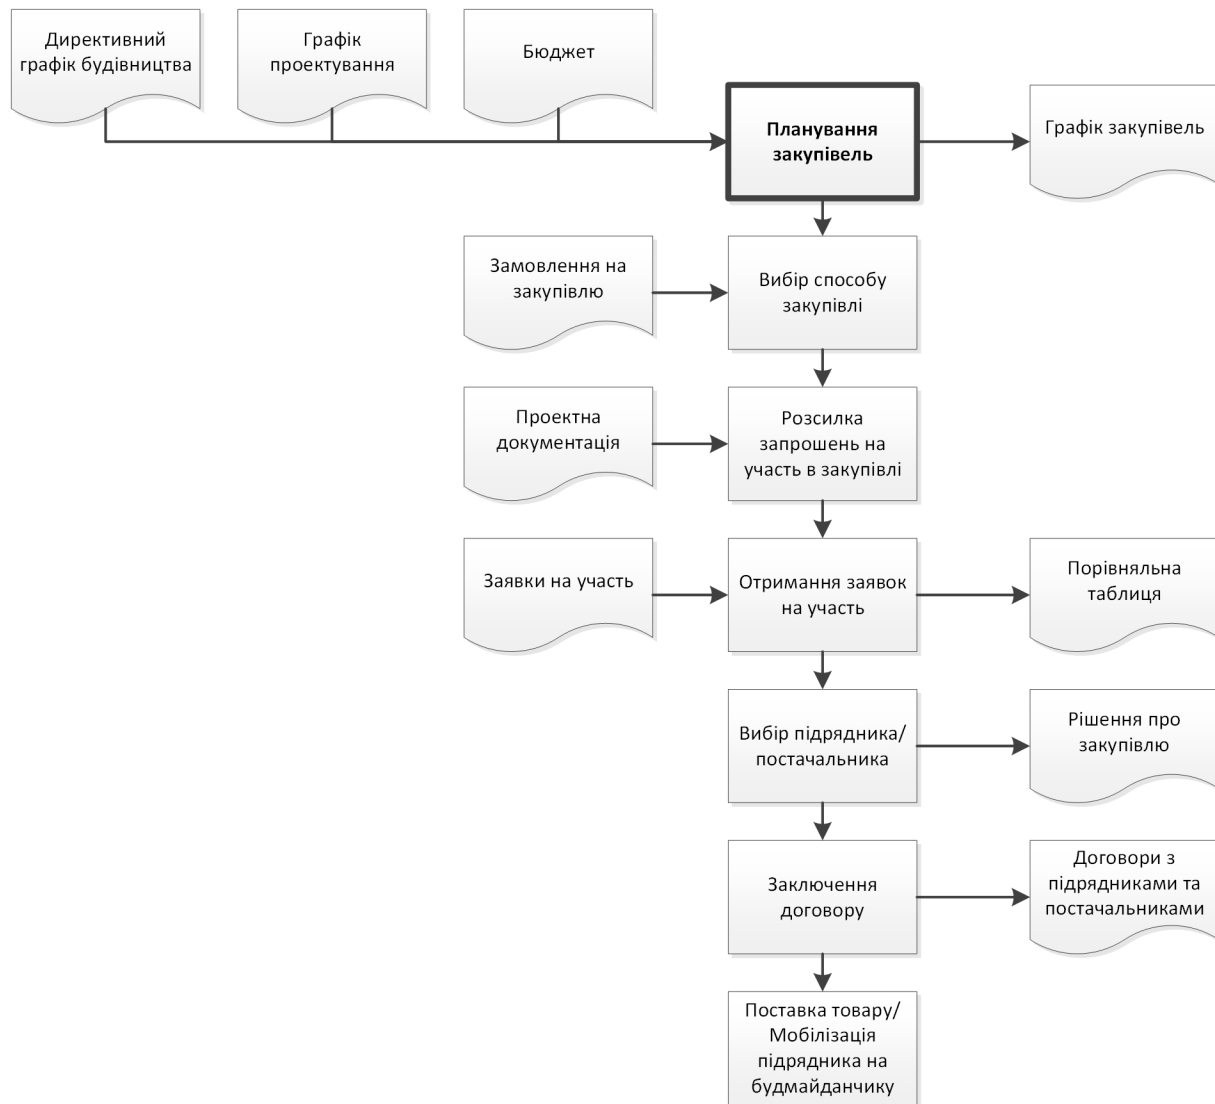 Директивний
графік будівництва
Графік
проектування
Бюджет
Планування
закупівель
Графік закупівель
Замовлення на
закупівлю
Вибір способу
закупівлі
Проектна
документація
Розсилка
запрошень на
участь в закупівлі
Заявки на участь
Отримання заявок
на участь
Порівняльна
таблиця
Вибір підрядника/
постачальника
Рішення про
закупівлю
Заключення
договору
Договори з
підрядниками та
постачальниками
Поставка товару/
Мобілізація
підрядника на
будмайданчику